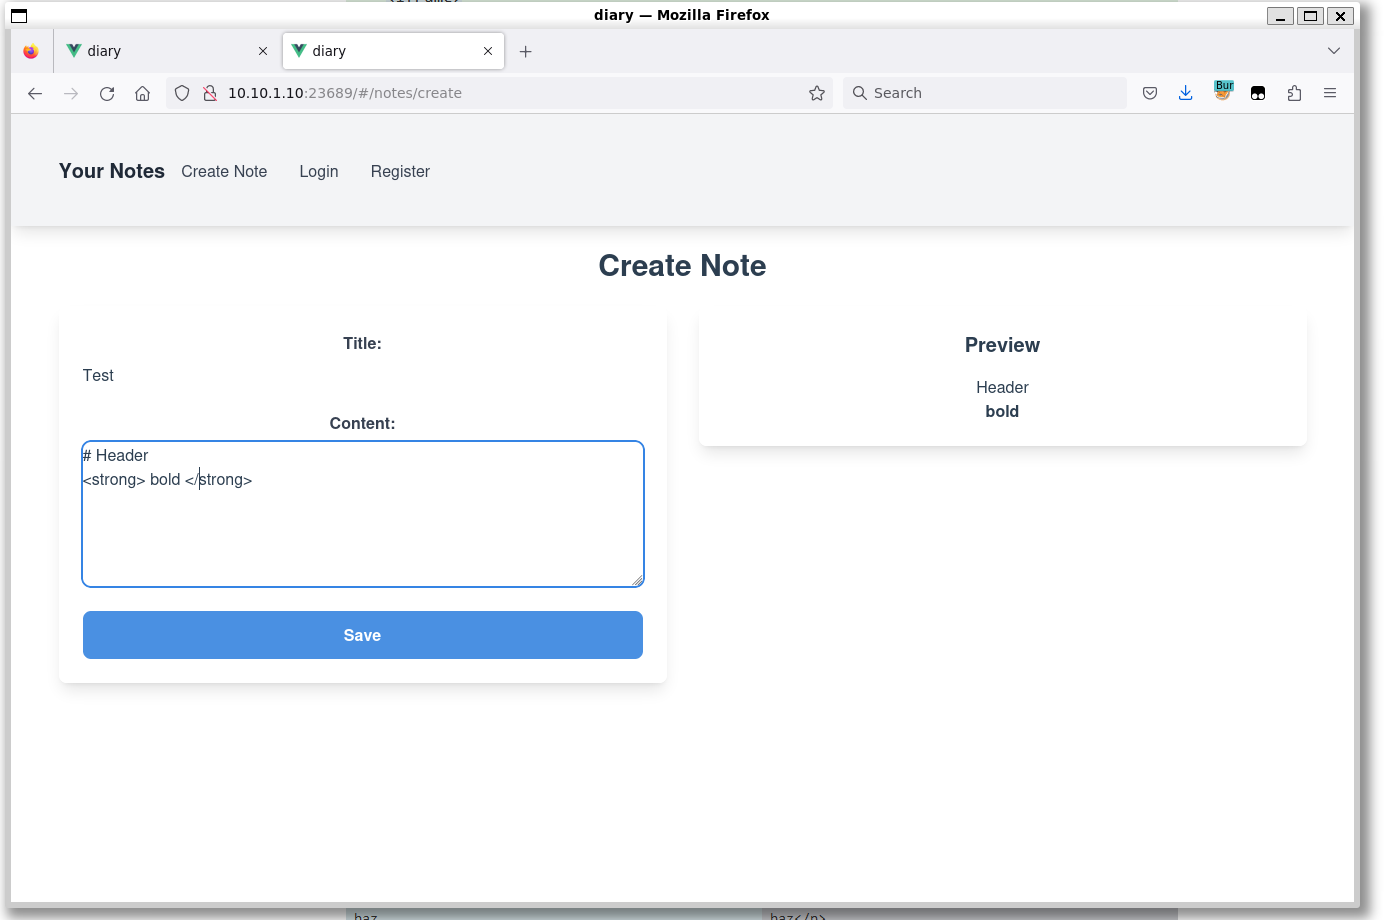 diary — Mozilla Firefox
diary
diary
10.10.1.10:23689/#/notes/create
Search
Bur
Your Notes
Create Note
Login
Register
Create Note
Title:
Test
Content:
# Header
<strong> bold </strong>
Save
Preview
Header
bold